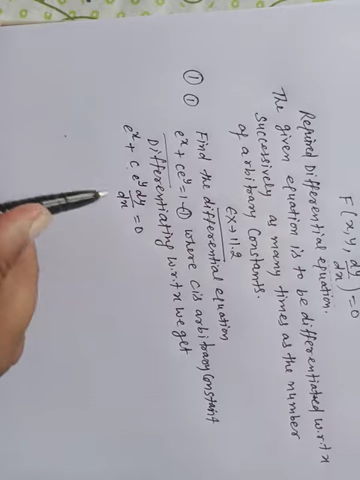 F(x, y, dy/dx) = 0
Required Differential equation.
The given equation is to be differentiated w.r.t x
Successively as many times as the number
of arbitrary Constants.
Ex → 11.2
① ① Find the differential equation
e^x + ce^y = 1 -① where c is arbitrary constant
Differentiating w.r.t x we get
e^x + c e^y dy/dx = 0